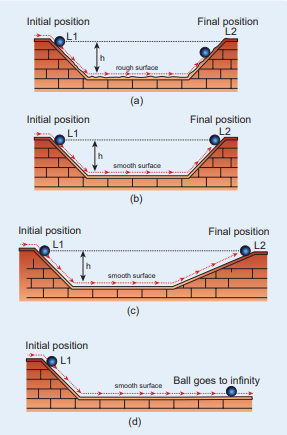 Initial position Final position
L1 L2
h
rough surface
(a)
Initial position Final position
L1 L2
h
smooth surface
(b)
Initial position Final position
L1 L2
h
smooth surface
(c)
Initial position
L1
smooth surface Ball goes to infinity
(d)